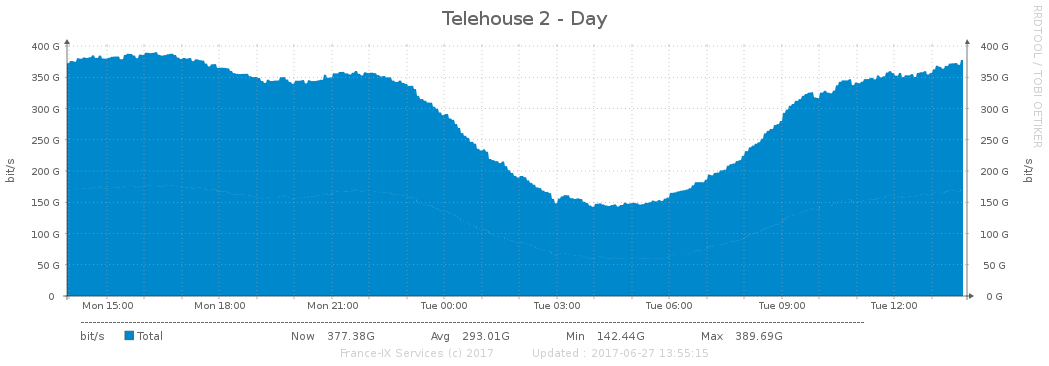 Telehouse 2 - Day
RRDTOOL / TOBI OETIKER
bit/s
400 G 400 G
350 G 350 G
300 G 300 G
250 G 250 G
200 G 200 G
150 G 150 G
100 G 100 G
50 G 50 G
0 0 G
bit/s
Mon 15:00 Mon 18:00 Mon 21:00 Tue 00:00 Tue 03:00 Tue 06:00 Tue 09:00 Tue 12:00
bit/s Total Now 377.38G Avg 293.01G Min 142.44G Max 389.69G
France-IX Services (c) 2017 Updated : 2017-06-27 13:55:15